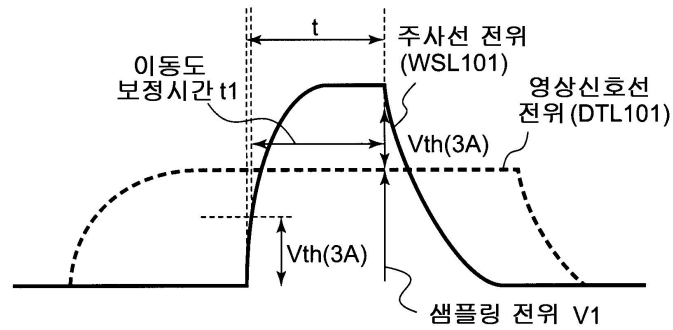 t
주사선 전위
(WSL101)
이동도
보정시간 t1
영상신호선
전위(DTL101)
Vth(3A)
Vth(3A)
샘플링 전위 V1